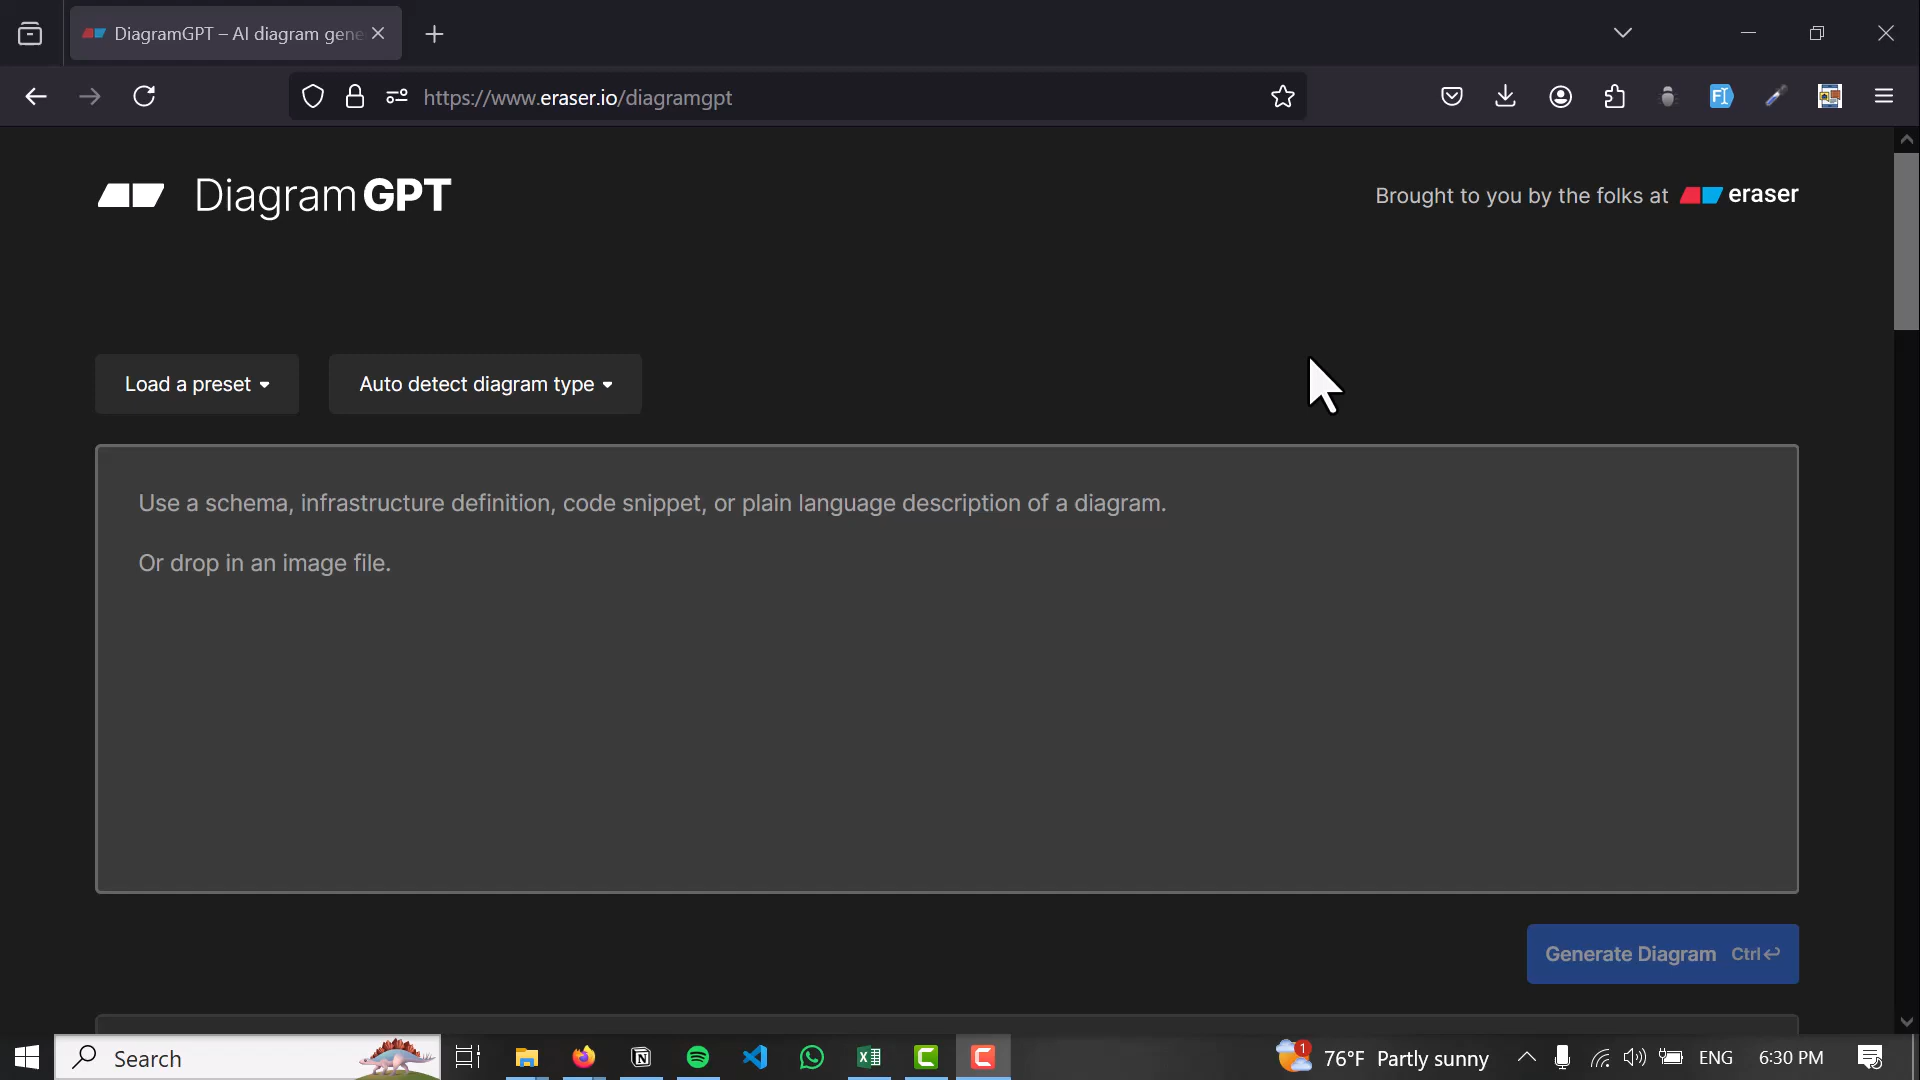 DiagramGPT – AI diagram gene
https://www.eraser.io/diagramgpt
DiagramGPT
Brought to you by the folks at eraser
Load a preset
Auto detect diagram type
Use a schema, infrastructure definition, code snippet, or plain language description of a diagram.
Or drop in an image file.
Generate Diagram Ctrl↵
Search
1
76°F Partly sunny
ENG
6:30 PM